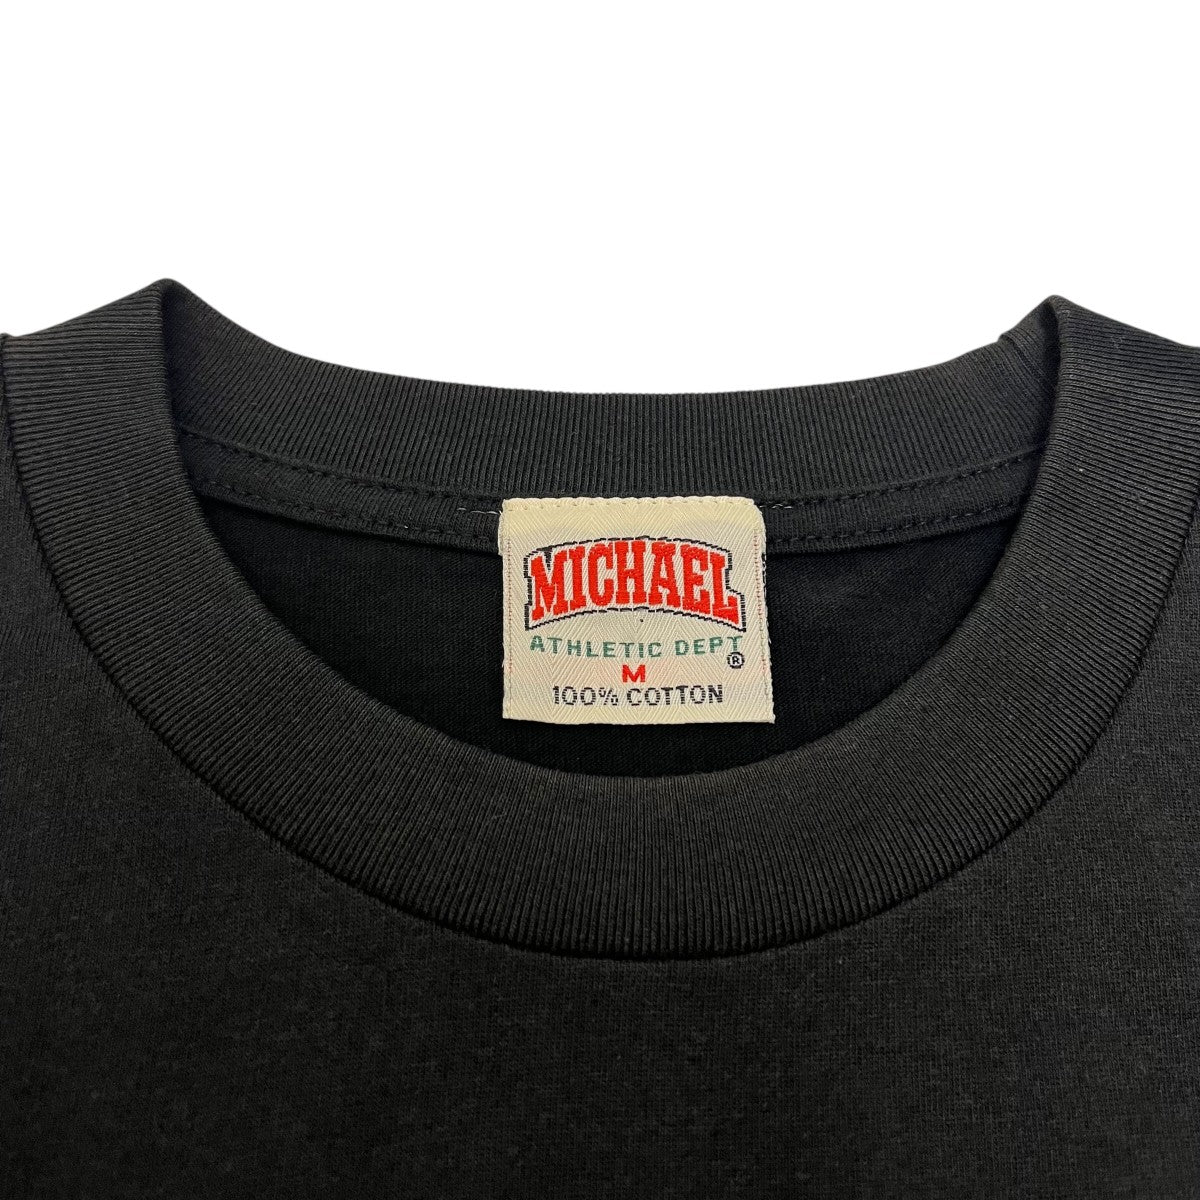 MICHAEL
ATHLETIC DEPT
®
M
100% COTTON